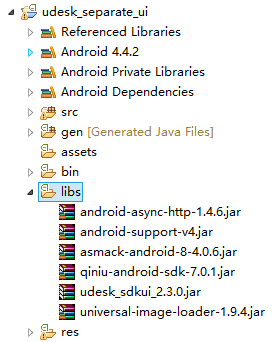 udesk_separate_ui
Referenced Libraries
Android 4.4.2
Android Private Libraries
Android Dependencies
src
gen [Generated Java Files]
assets
bin
libs
android-async-http-1.4.6.jar
android-support-v4.jar
asmack-android-8-4.0.6.jar
qiniu-android-sdk-7.0.1.jar
udesk_sdkui_2.3.0.jar
universal-image-loader-1.9.4.jar
res